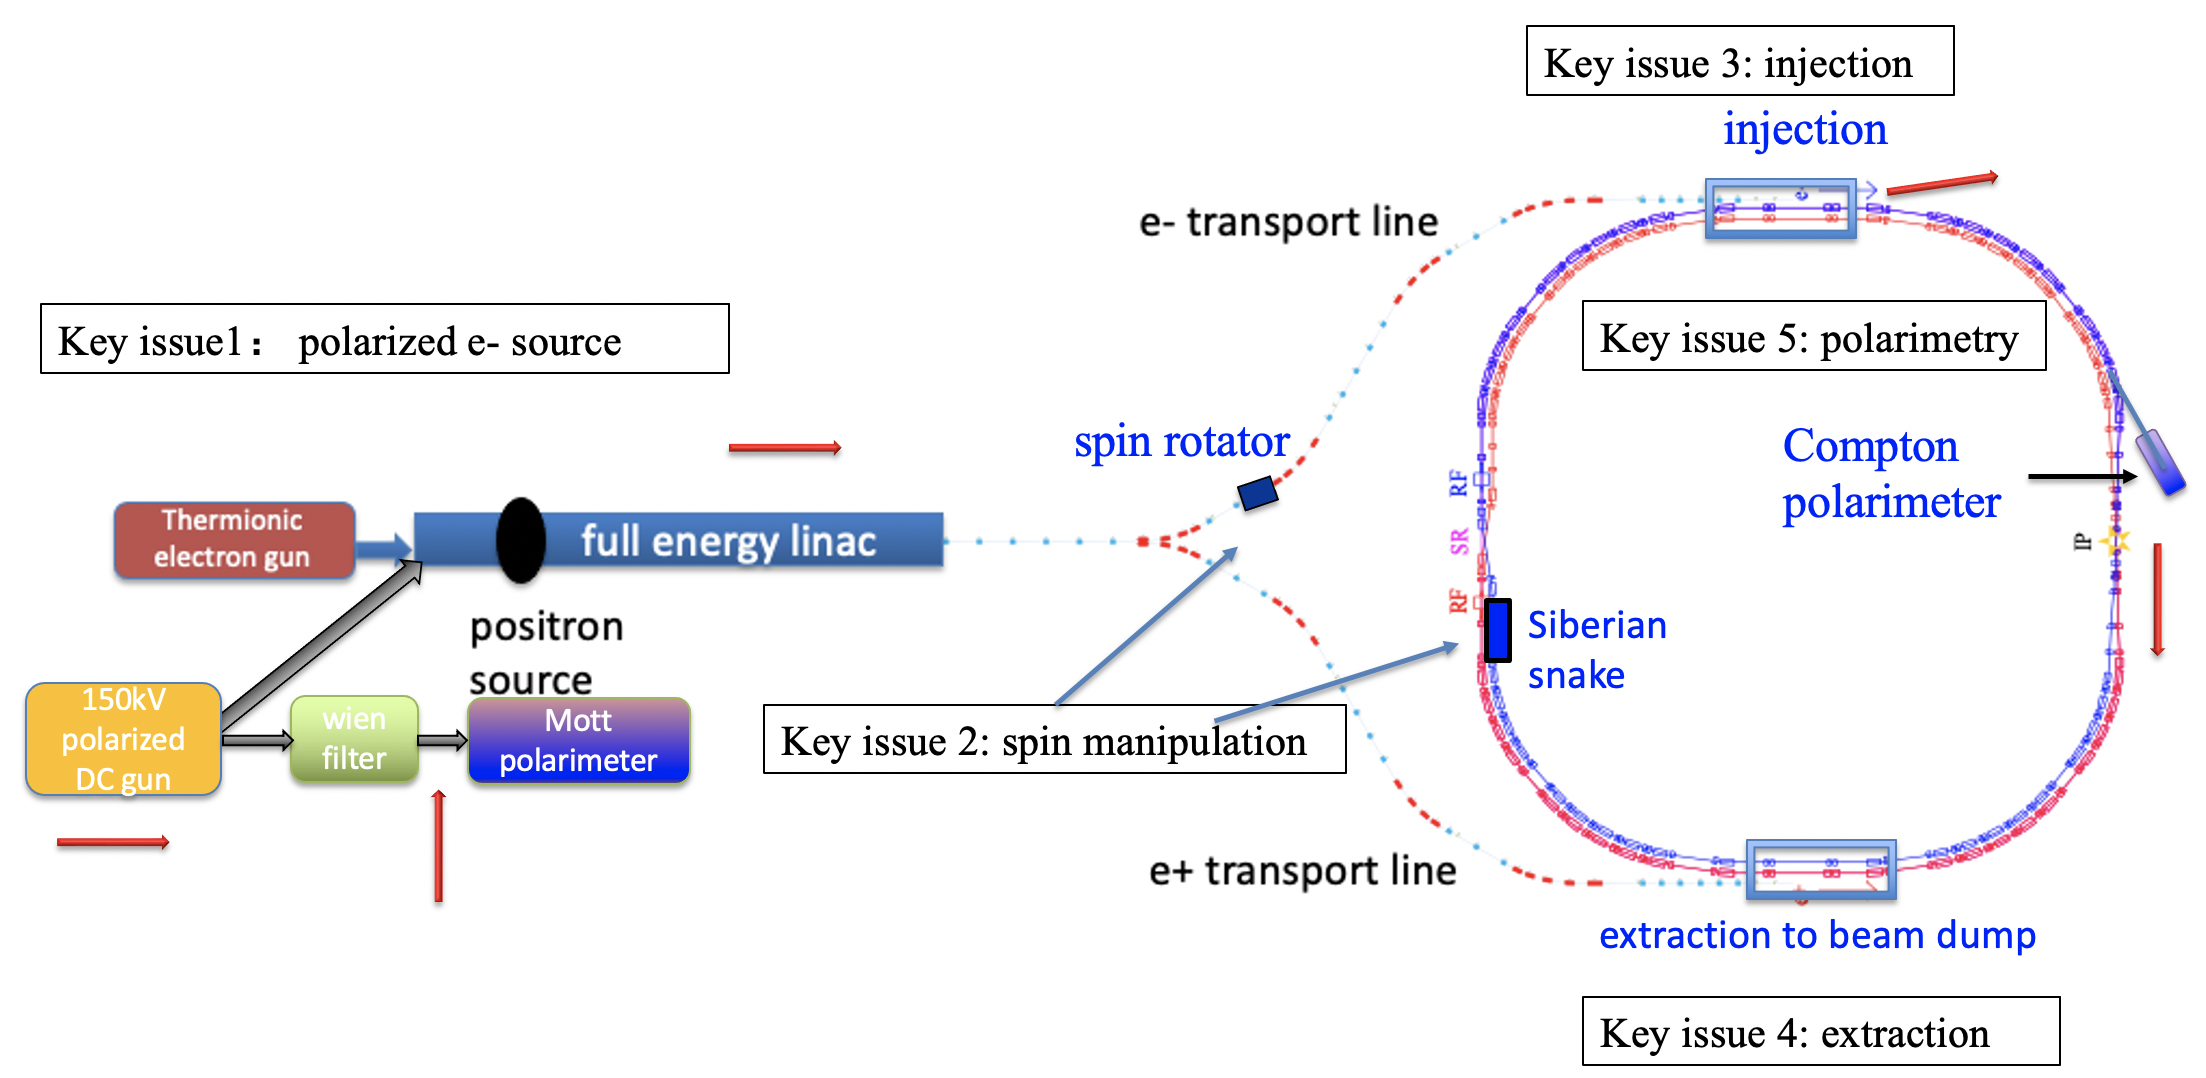 Key issue 3: injection
injection
e-
e- transport line
Key issue1： polarized e- source
Key issue 5: polarimetry
spin rotator
Compton
polarimeter
RF
SR
RF
IP
Thermionic
electron gun
full energy linac
positron
source
Siberian
snake
150kV
polarized
DC gun
wien
filter
Mott
polarimeter
Key issue 2: spin manipulation
e+ transport line
extraction to beam dump
Key issue 4: extraction